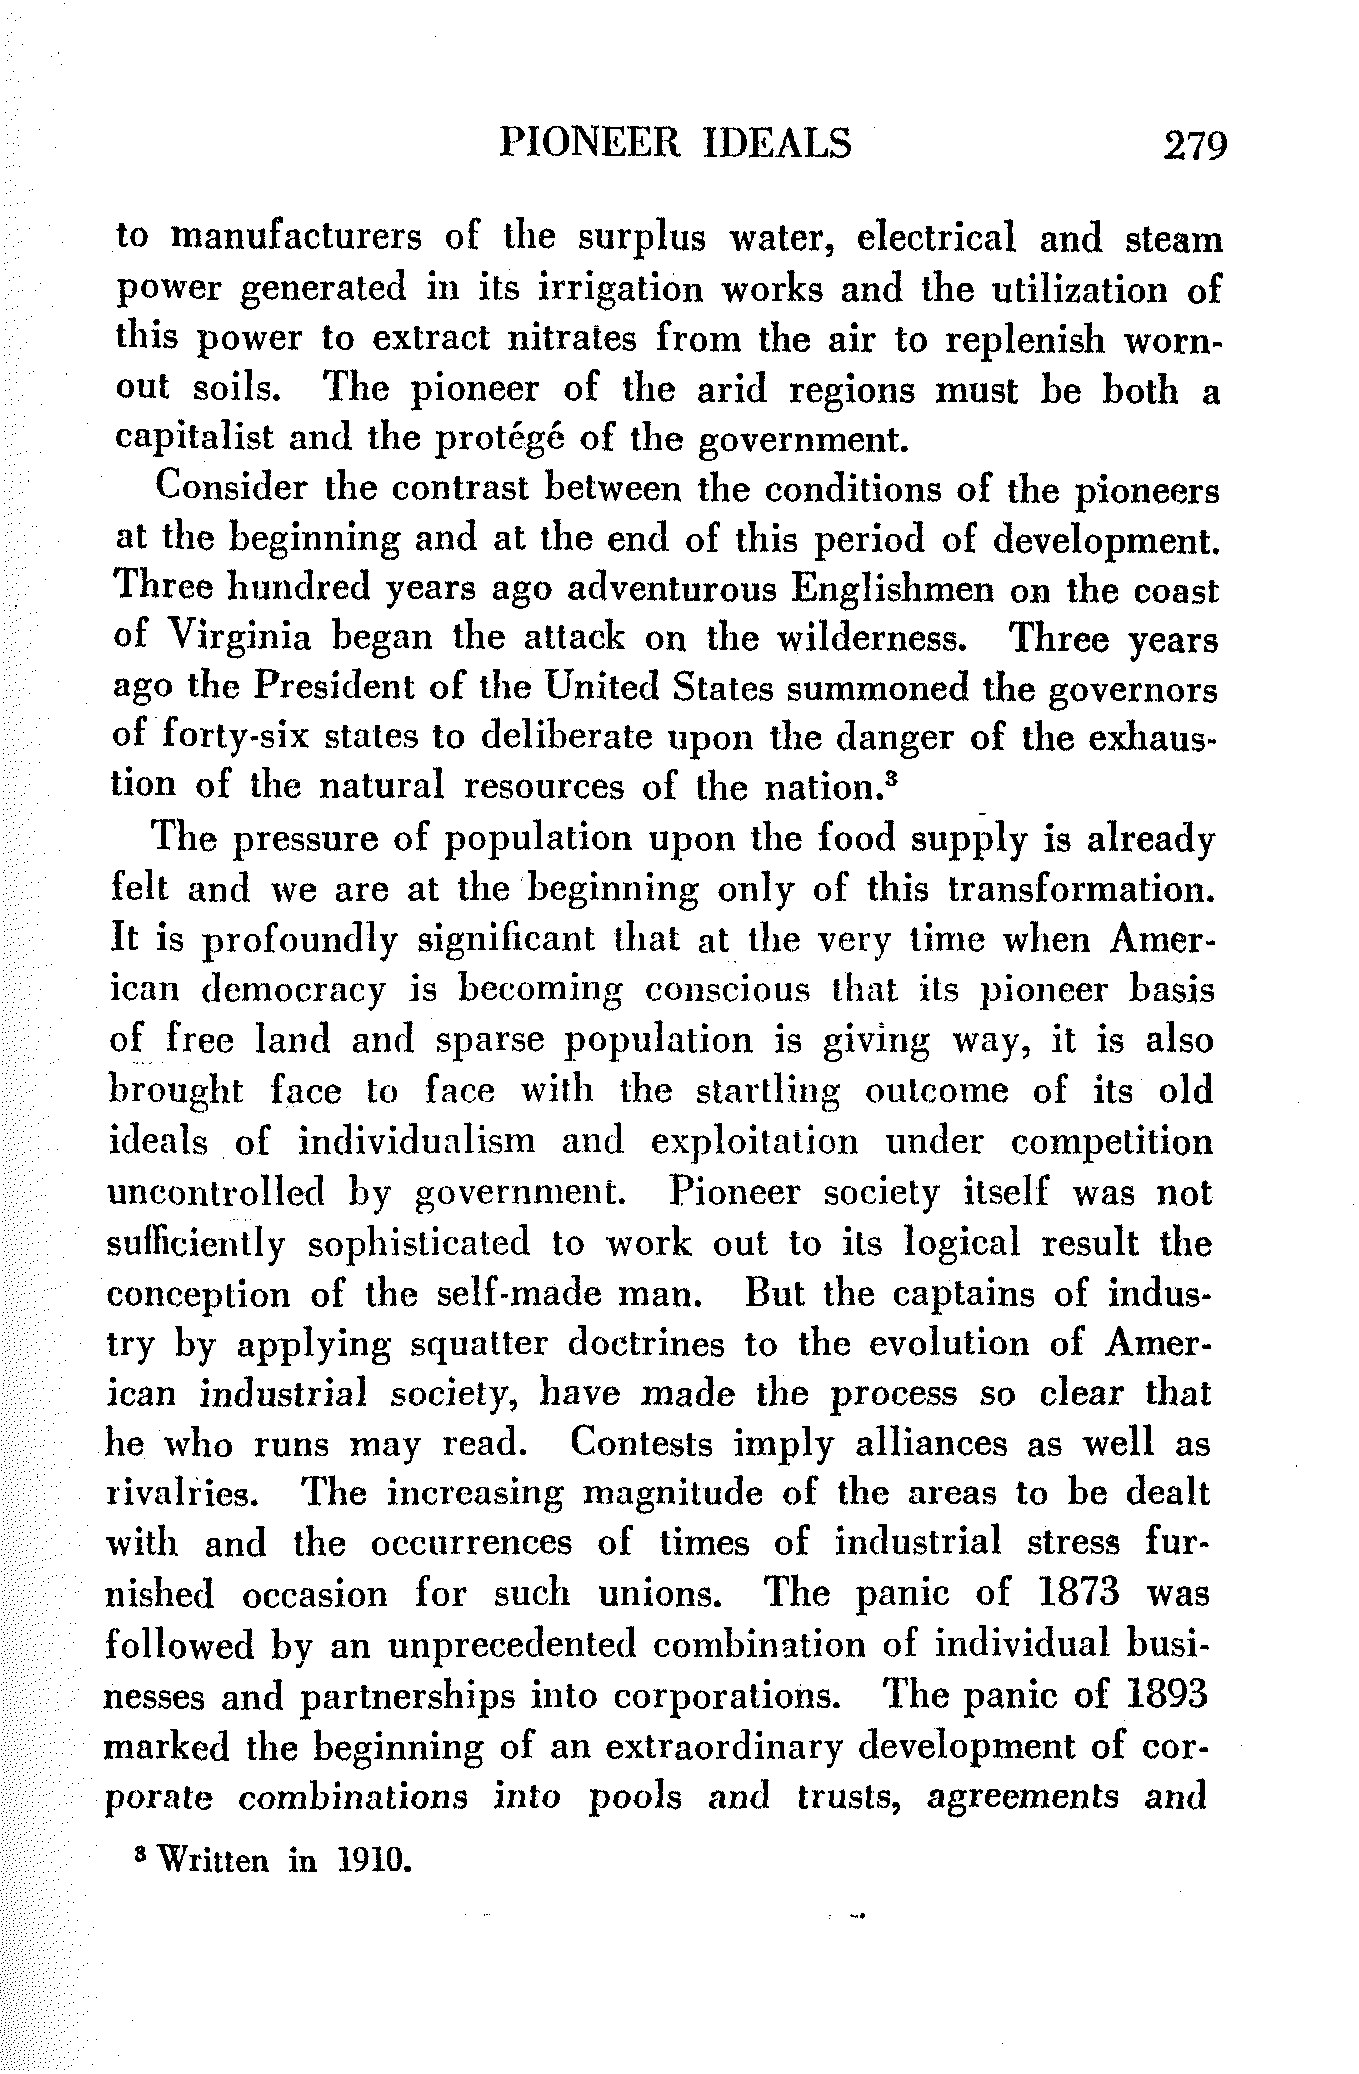 PIONEER IDEALS 279
to manufacturers of the surplus water, electrical and steam
power generated in its irrigation works and the utilization of
this power to extract nitrates from the air to replenish worn-
out soils. The pioneer of the arid regions must be both a
capitalist and the protégé of the government.
Consider the contrast between the conditions of the pioneers
at the beginning and at the end of this period of development.
Three hundred years ago adventurous Englishmen on the coast
of Virginia began the attack on the wilderness. Three years
ago the President of the United States summoned the governors
of forty-six states to deliberate upon the danger of the exhaus-
tion of the natural resources of the nation.³
The pressure of population upon the food supply is already
felt and we are at the beginning only of this transformation.
It is profoundly significant that at the very time when Amer-
ican democracy is becoming conscious that its pioneer basis
of free land and sparse population is giving way, it is also
brought face to face with the startling outcome of its old
ideals of individualism and exploitation under competition
uncontrolled by government. Pioneer society itself was not
sufficiently sophisticated to work out to its logical result the
conception of the self-made man. But the captains of indus-
try by applying squatter doctrines to the evolution of Amer-
ican industrial society, have made the process so clear that
he who runs may read. Contests imply alliances as well as
rivalries. The increasing magnitude of the areas to be dealt
with and the occurrences of times of industrial stress fur-
nished occasion for such unions. The panic of 1873 was
followed by an unprecedented combination of individual busi-
nesses and partnerships into corporations. The panic of 1893
marked the beginning of an extraordinary development of cor-
porate combinations into pools and trusts, agreements and
³ Written in 1910.